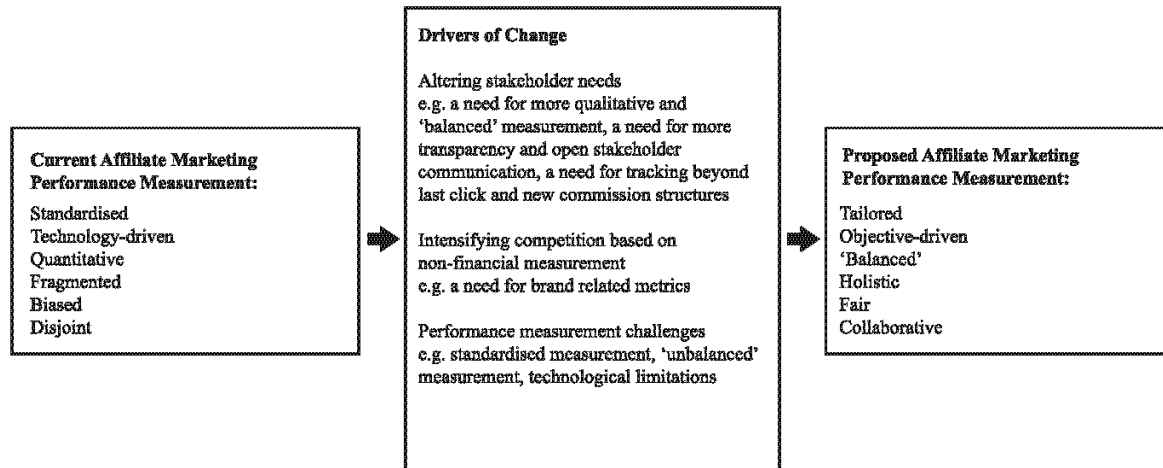 Current Affiliate Marketing
Performance Measurement:
Standardised
Technology-driven
Quantitative
Fragmented
Biased
Disjoint
Drivers of Change
Altering stakeholder needs
e.g. a need for more qualitative and
‘balanced’ measurement, a need for more
transparency and open stakeholder
communication, a need for tracking beyond
last click and new commission structures
Intensifying competition based on
non-financial measurement
e.g. a need for brand related metrics
Performance measurement challenges
e.g. standardised measurement, ‘unbalanced’
measurement, technological limitations
Proposed Affiliate Marketing
Performance Measurement:
Tailored
Objective-driven
‘Balanced’
Holistic
Fair
Collaborative